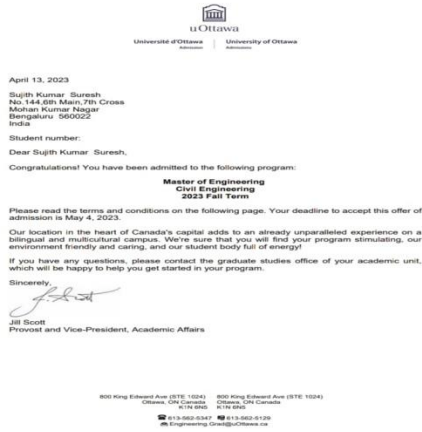 uOttawa
Université d'Ottawa | University of Ottawa
Admission | Admissions
April 13, 2023
Sujith Kumar Suresh
No.144,6th Main,7th Cross
Mohan Kumar Nagar
Bengaluru 560022
India
Student number:
Dear Sujith Kumar Suresh,
Congratulations! You have been admitted to the following program:
Master of Engineering
Civil Engineering
2023 Fall Term
Please read the terms and conditions on the following page. Your deadline to accept this offer of
admission is May 4, 2023.
Our location in the heart of Canada's capital adds to an already unparalleled experience on a
bilingual and multicultural campus. We're sure that you will find your program stimulating, our
environment friendly and caring, and our student body full of energy!
If you have any questions, please contact the graduate studies office of your academic unit,
which will be happy to help you get started in your program.
Sincerely,
J. Scott
Jill Scott
Provost and Vice-President, Academic Affairs
800 King Edward Ave (STE 1024) 800 King Edward Ave (STE 1024)
Ottawa, ON Canada Ottawa, ON Canada
K1N 6N5 K1N 6N5
613-562-5347 613-562-5129
Engineering.Grad@uOttawa.ca